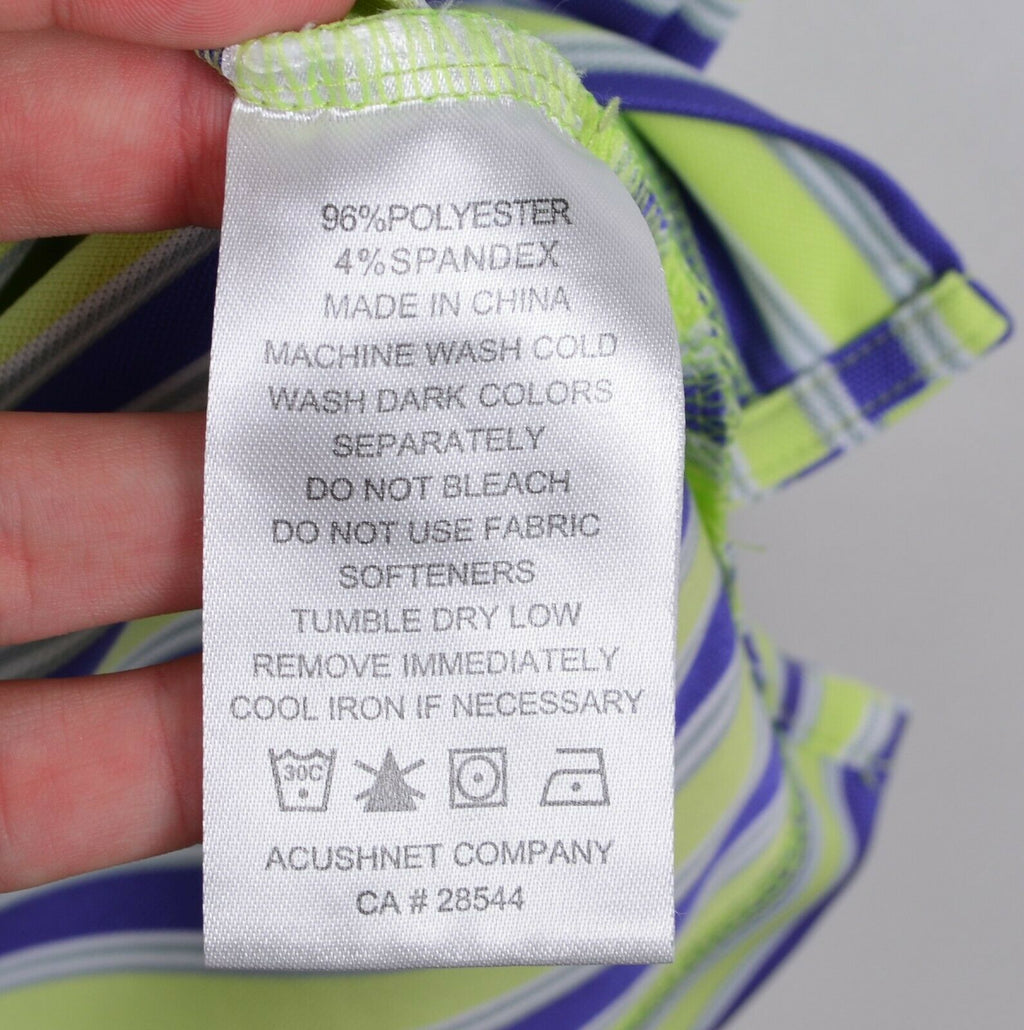 96%POLYESTER
4%SPANDEX
MADE IN CHINA
MACHINE WASH COLD
WASH DARK COLORS
SEPARATELY
DO NOT BLEACH
DO NOT USE FABRIC
SOFTENERS
TUMBLE DRY LOW
REMOVE IMMEDIATELY
COOL IRON IF NECESSARY
30C
ACUSHNET COMPANY
CA # 28544